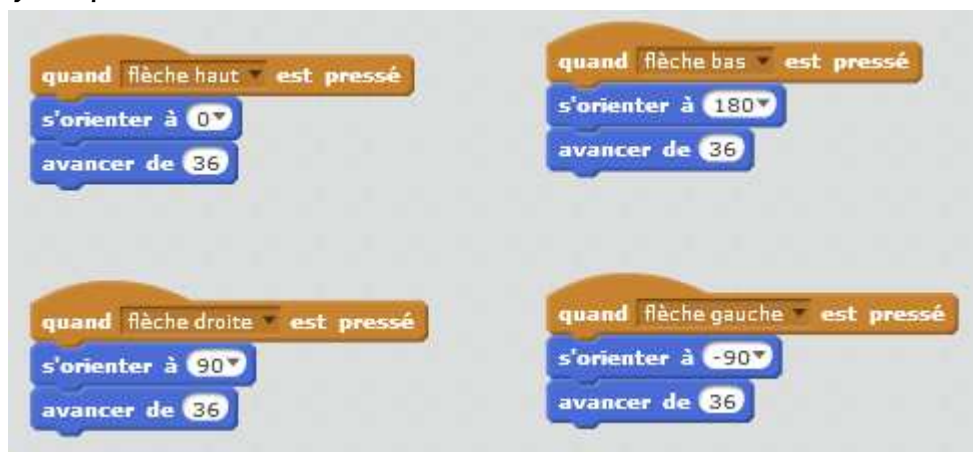 quand flèche haut est pressé
s'orienter à 0
avancer de 36
quand flèche bas est pressé
s'orienter à 180
avancer de 36
quand flèche droite est pressé
s'orienter à 90
avancer de 36
quand flèche gauche est pressé
s'orienter à -90
avancer de 36